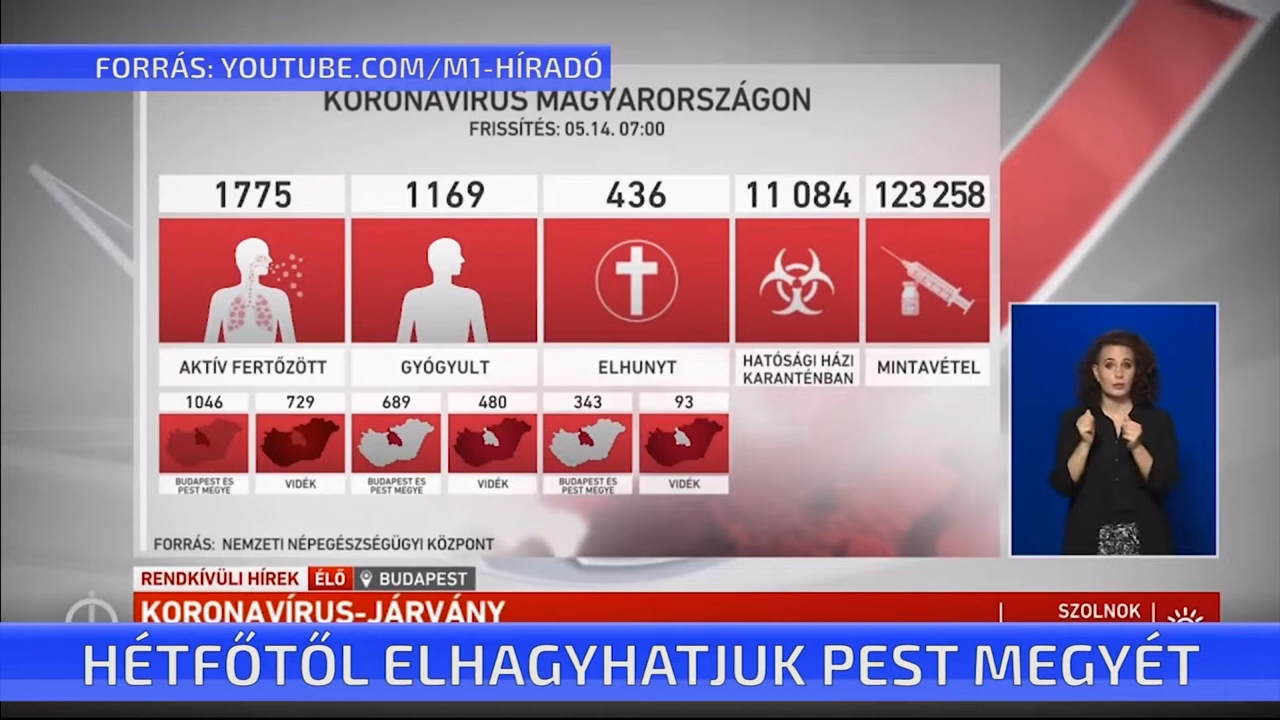 FORRÁS: YOUTUBE.COM/M1-HÍRADÓ
KORONAVÍRUS MAGYARORSZÁGON
FRISSÍTÉS: 05.14. 07:00
1775 1169 436 11 084 123 258
AKTÍV FERTŐZÖTT GYÓGYULT ELHUNYT HATÓSÁGI HÁZI KARANTÉNBAN MINTAVÉTEL
1046 729 689 480 343 93
BUDAPEST ÉS PEST MEGYE VIDÉK BUDAPEST ÉS PEST MEGYE VIDÉK BUDAPEST ÉS PEST MEGYE VIDÉK
FORRÁS: NEMZETI NÉPEGÉSZSÉGÜGYI KÖZPONT
RENDKÍVÜLI HÍREK ÉLŐ BUDAPEST
KORONAVÍRUS-JÁRVÁNY SZOLNOK
HÉTFŐTŐL ELHAGYHATJUK PEST MEGYÉT